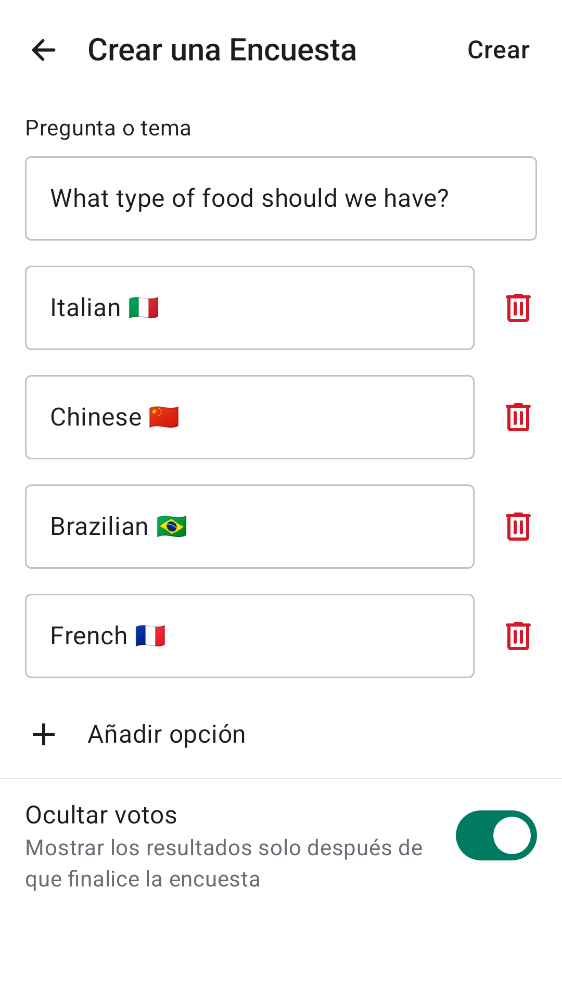 Crear una Encuesta
Crear
Pregunta o tema
What type of food should we have?
Italian 🇮🇹
Chinese 🇨🇳
Brazilian 🇧🇷
French 🇫🇷
Añadir opción
Ocultar votos
Mostrar los resultados solo después de
que finalice la encuesta